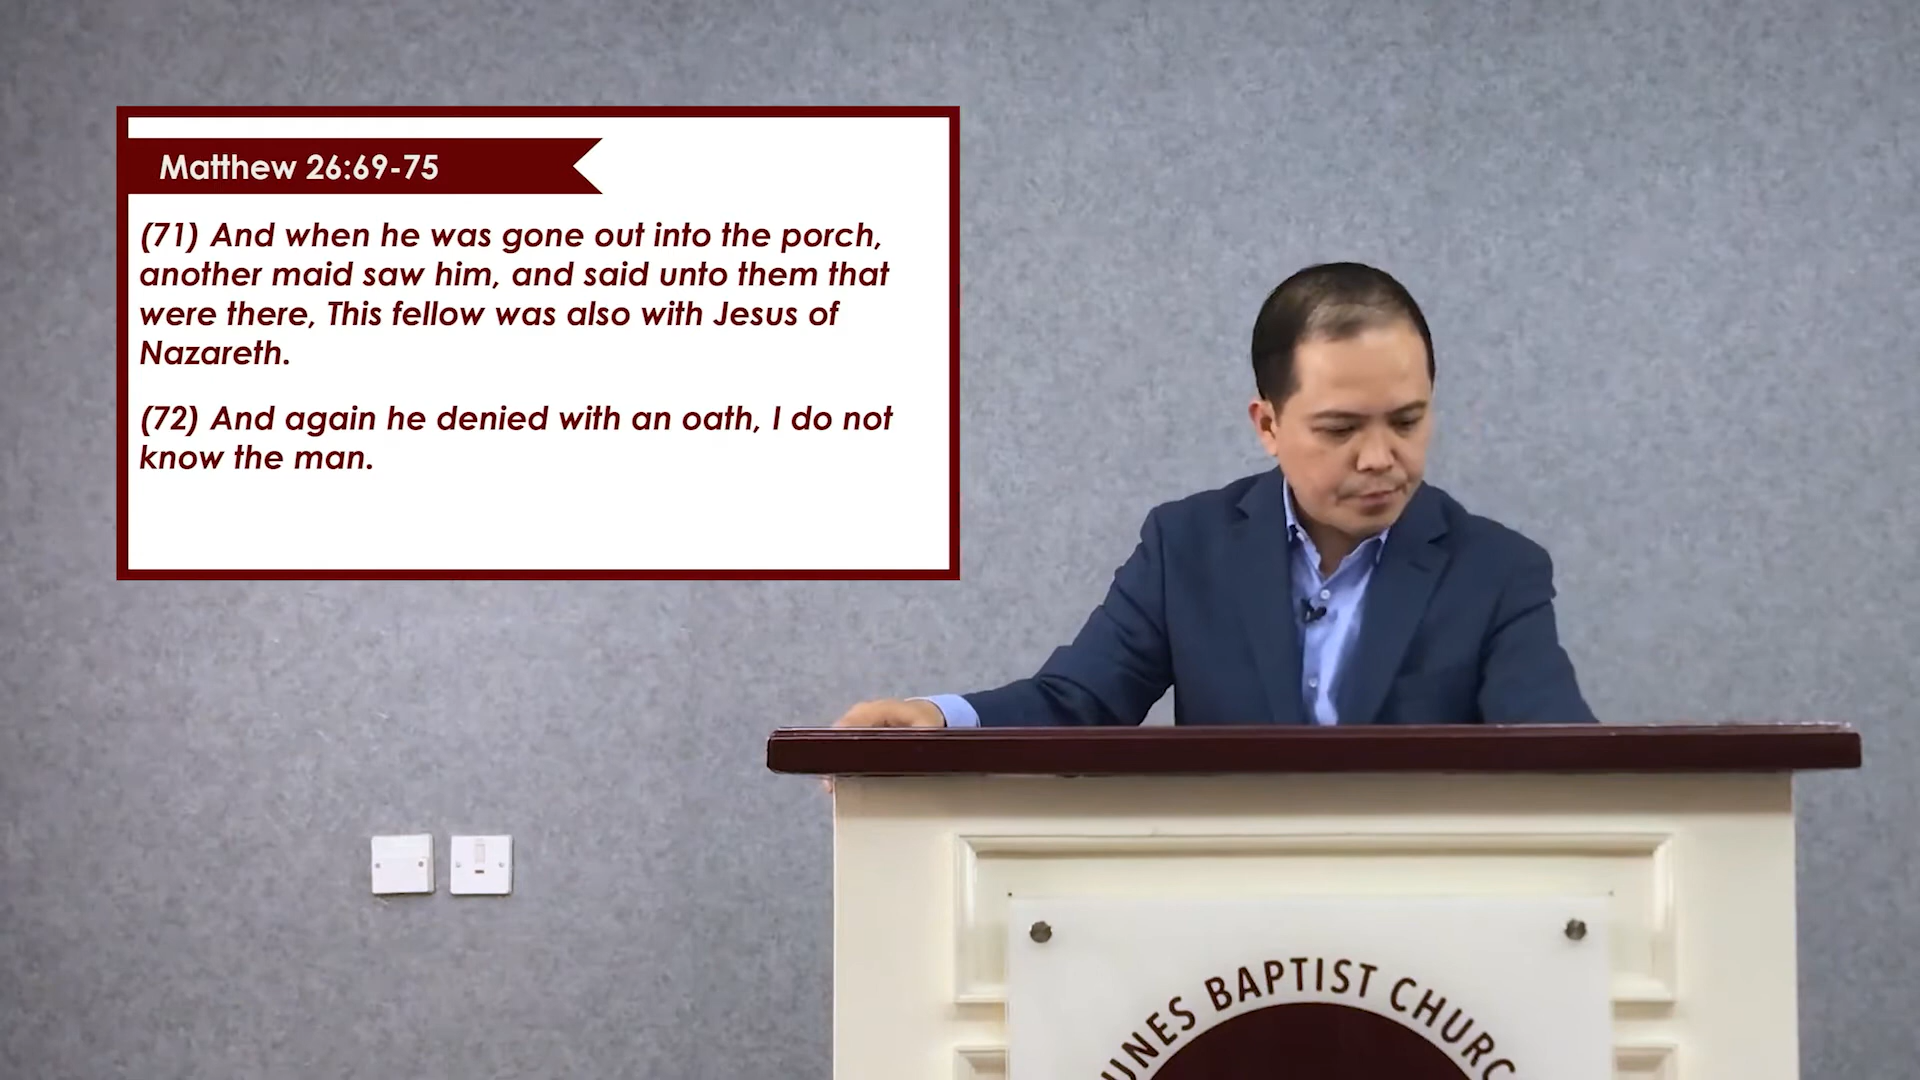 Matthew 26:69-75
(71) And when he was gone out into the porch,
another maid saw him, and said unto them that
were there, This fellow was also with Jesus of
Nazareth.
(72) And again he denied with an oath, I do not
know the man.
BAPTIST